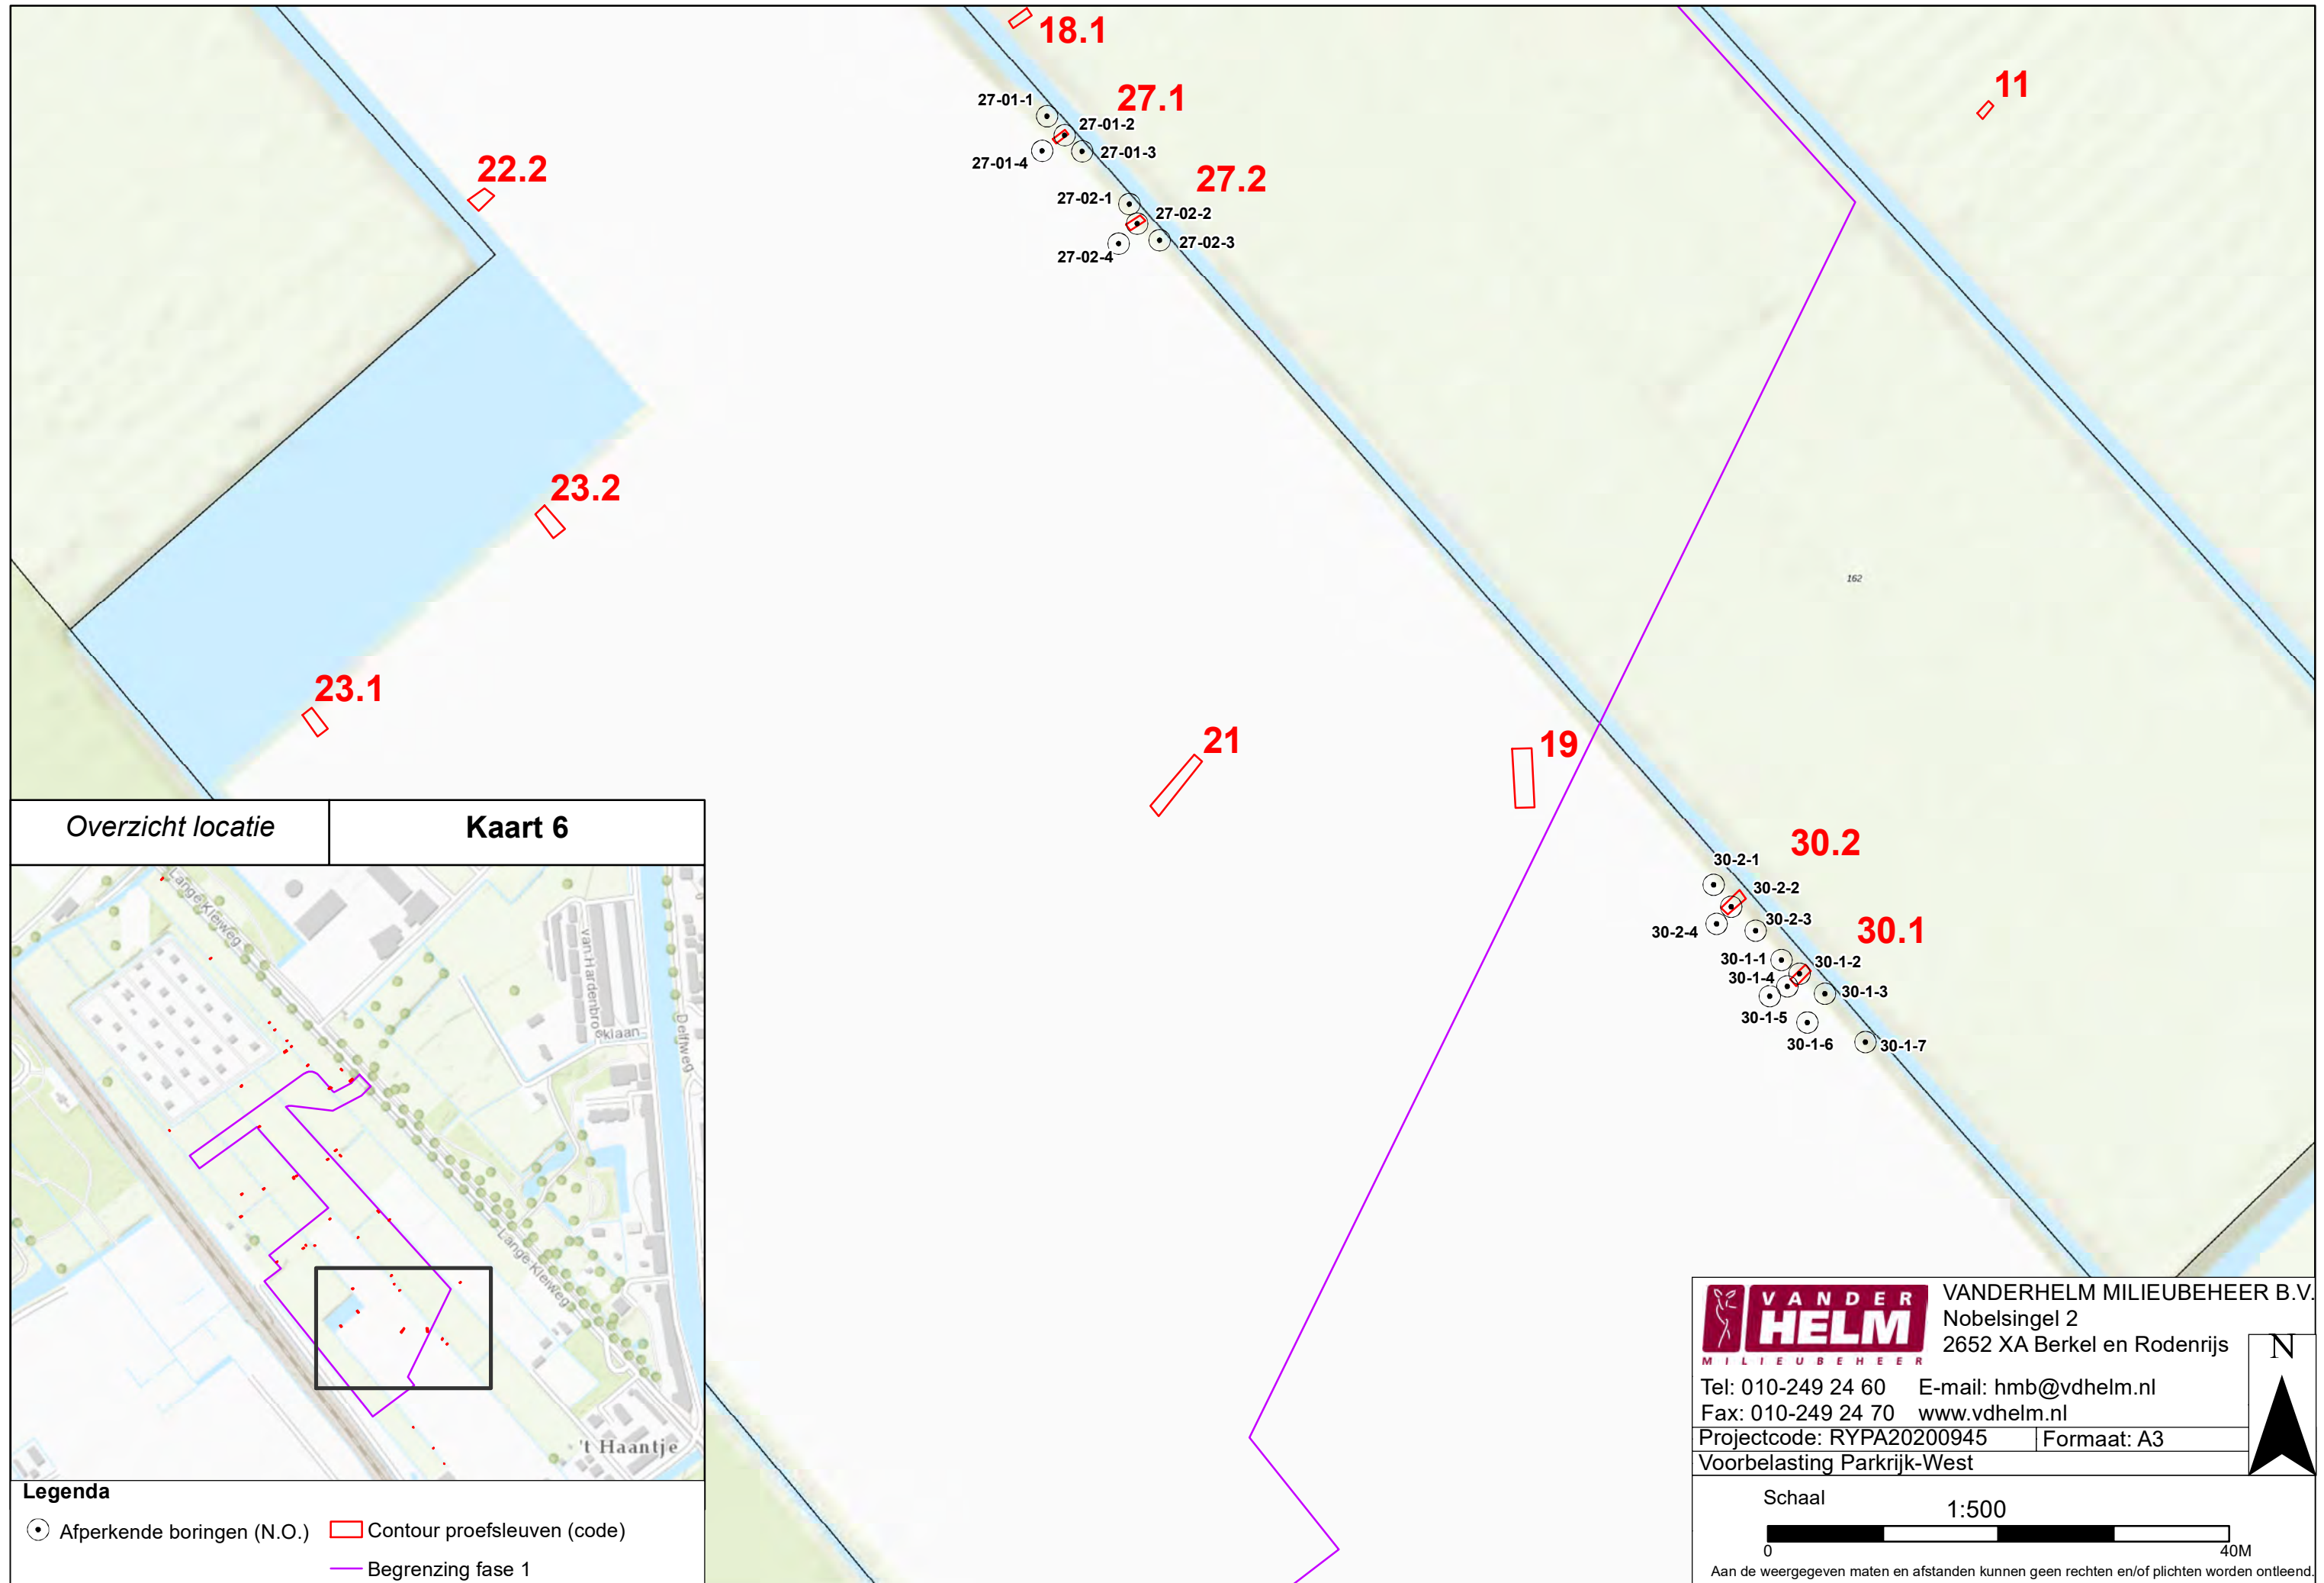 18.1
11
27.1
27-01-1
27-01-2
27-01-3
27-01-4
22.2
27.2
27-02-1
27-02-2
27-02-3
27-02-4
23.2
162
23.1
21
19
30.2
30-2-1
30-2-2
30-2-3
30-2-4
30.1
30-1-1
30-1-2
30-1-4
30-1-3
30-1-5
30-1-6
30-1-7
Overzicht locatie
Kaart 6
Lange Kleiweg
van Hardenbro
eklaan
Delftweg
Lange Kleiweg
't Haantje
Legenda
Afperkende boringen (N.O.)
Contour proefsleuven (code)
Begrenzing fase 1
VANDER
HELM
MILIEUBEHEER
VANDERHELM MILIEUBEHEER B.V.
Nobelsingel 2
2652 XA Berkel en Rodenrijs
N
Tel: 010-249 24 60 E-mail: hmb@vdhelm.nl
Fax: 010-249 24 70 www.vdhelm.nl
Projectcode: RYPA20200945 Formaat: A3
Voorbelasting Parkrijk-West
Schaal
1:500
0 40M
Aan de weergegeven maten en afstanden kunnen geen rechten en/of plichten worden ontleend.